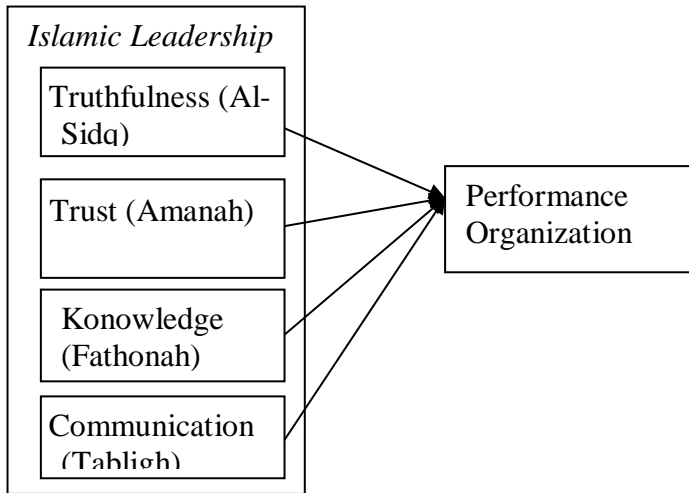 Islamic Leadership
Truthfulness (Al-
Sidq)
Trust (Amanah)
Konowledge
(Fathonah)
Communication
(Tabligh)
Performance
Organization